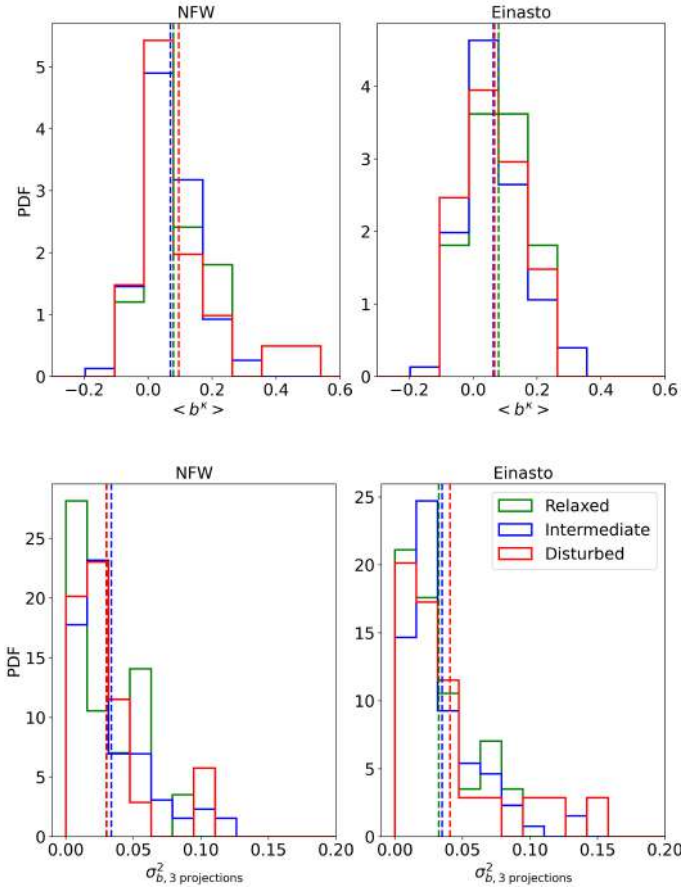 NFW
Einasto
PDF
5
4
3
2
1
0
4
3
2
1
0
−0.2 0.0 0.2 0.4 0.6
−0.2 0.0 0.2 0.4 0.6
< b^κ >
< b^κ >
NFW
Einasto
PDF
25
20
15
10
5
0
25
20
15
10
5
0
Relaxed
Intermediate
Disturbed
0.00 0.05 0.10 0.15 0.20
0.00 0.05 0.10 0.15 0.20
σ²_b, 3 projections
σ²_b, 3 projections